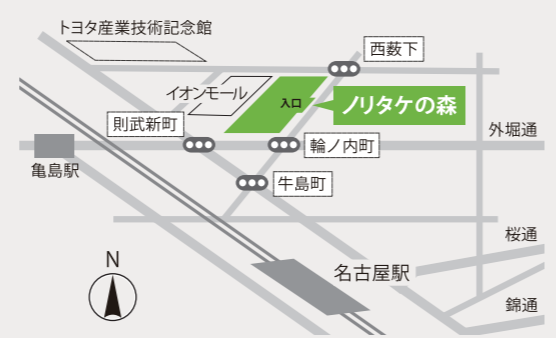 トヨタ産業技術記念館
西薮下
イオンモール
入口
ノリタケの森
則武新町
外堀通
輪ノ内町
亀島駅
牛島町
桜通
N
名古屋駅
錦通